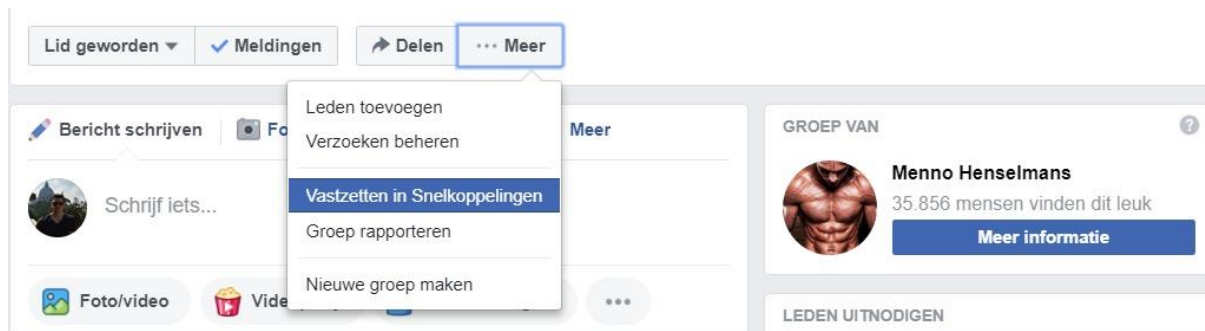 Lid geworden
Meldingen
Delen
Meer
Leden toevoegen
Verzoeken beheren
Vastzetten in Snelkoppelingen
Groep rapporteren
Nieuwe groep maken
Bericht schrijven
Meer
Schrijf iets...
Foto/video
GROEP VAN
?
Menno Henselmans
35.856 mensen vinden dit leuk
Meer informatie
LEDEN UITNODIGEN